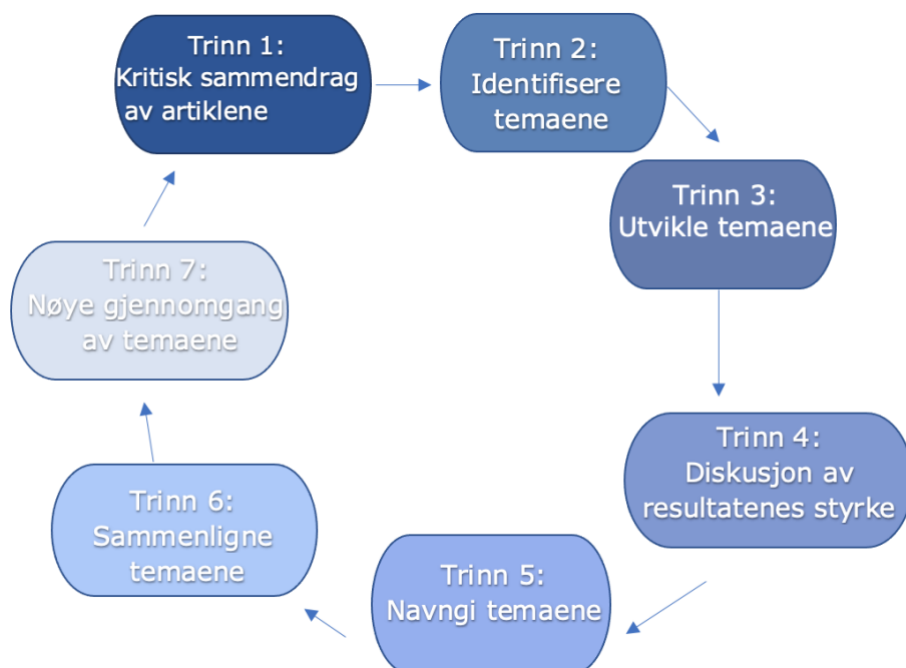 Trinn 1:
Kritisk sammendrag
av artiklene
Trinn 2:
Identifisere
temaene
Trinn 3:
Utvikle temaene
Trinn 4:
Diskusjon av
resultatenes styrke
Trinn 5:
Navngi temaene
Trinn 6:
Sammenligne
temaene
Trinn 7:
Nøye gjennomgang
av temaene